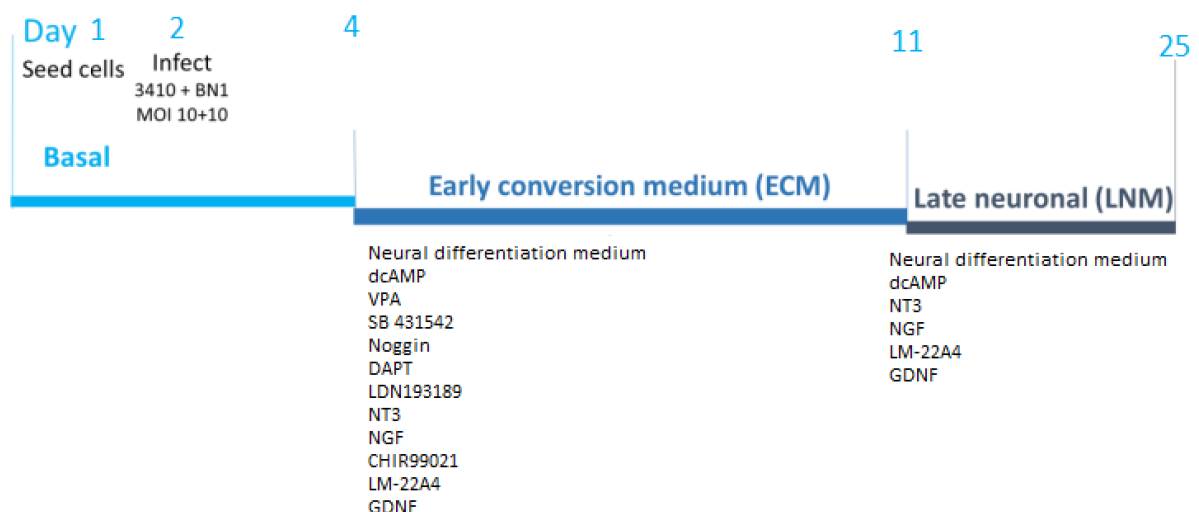 Day 1 2 4 11 25
Seed cells
Infect
3410 + BN1
MOI 10+10
Basal
Early conversion medium (ECM)
Late neuronal (LNM)
Neural differentiation medium
dcAMP
VPA
SB 431542
Noggin
DAPT
LDN193189
NT3
NGF
CHIR99021
LM-22A4
GDNF
Neural differentiation medium
dcAMP
NT3
NGF
LM-22A4
GDNF